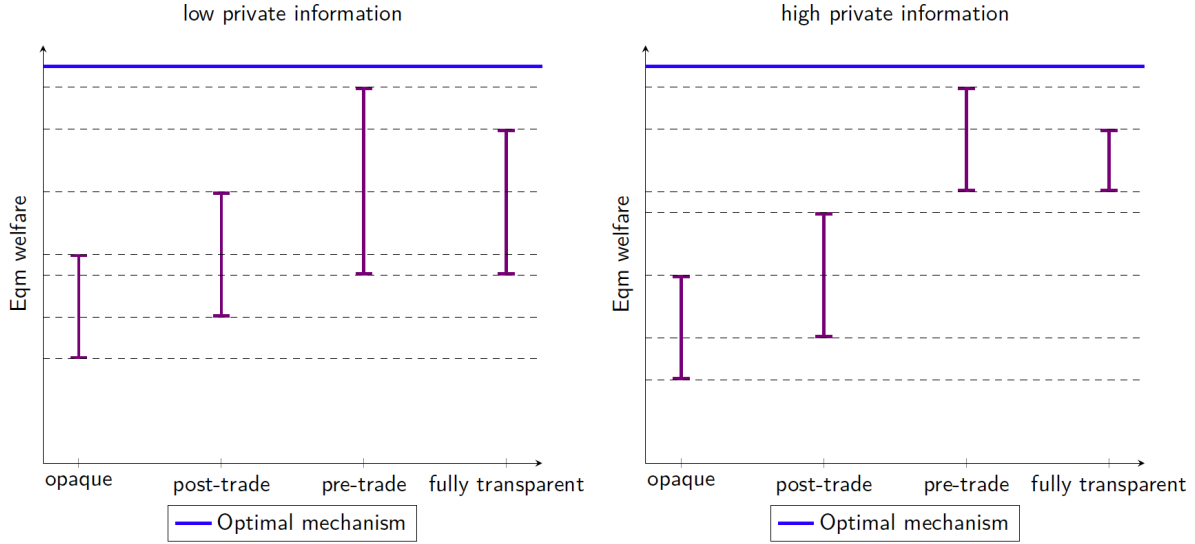 low private information
Eqm welfare
opaque
post-trade
pre-trade
fully transparent
Optimal mechanism
high private information
Eqm welfare
opaque
post-trade
pre-trade
fully transparent
Optimal mechanism